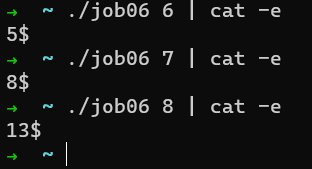 → ~ ./job06 6 | cat -e
5$
→ ~ ./job06 7 | cat -e
8$
→ ~ ./job06 8 | cat -e
13$
→ ~